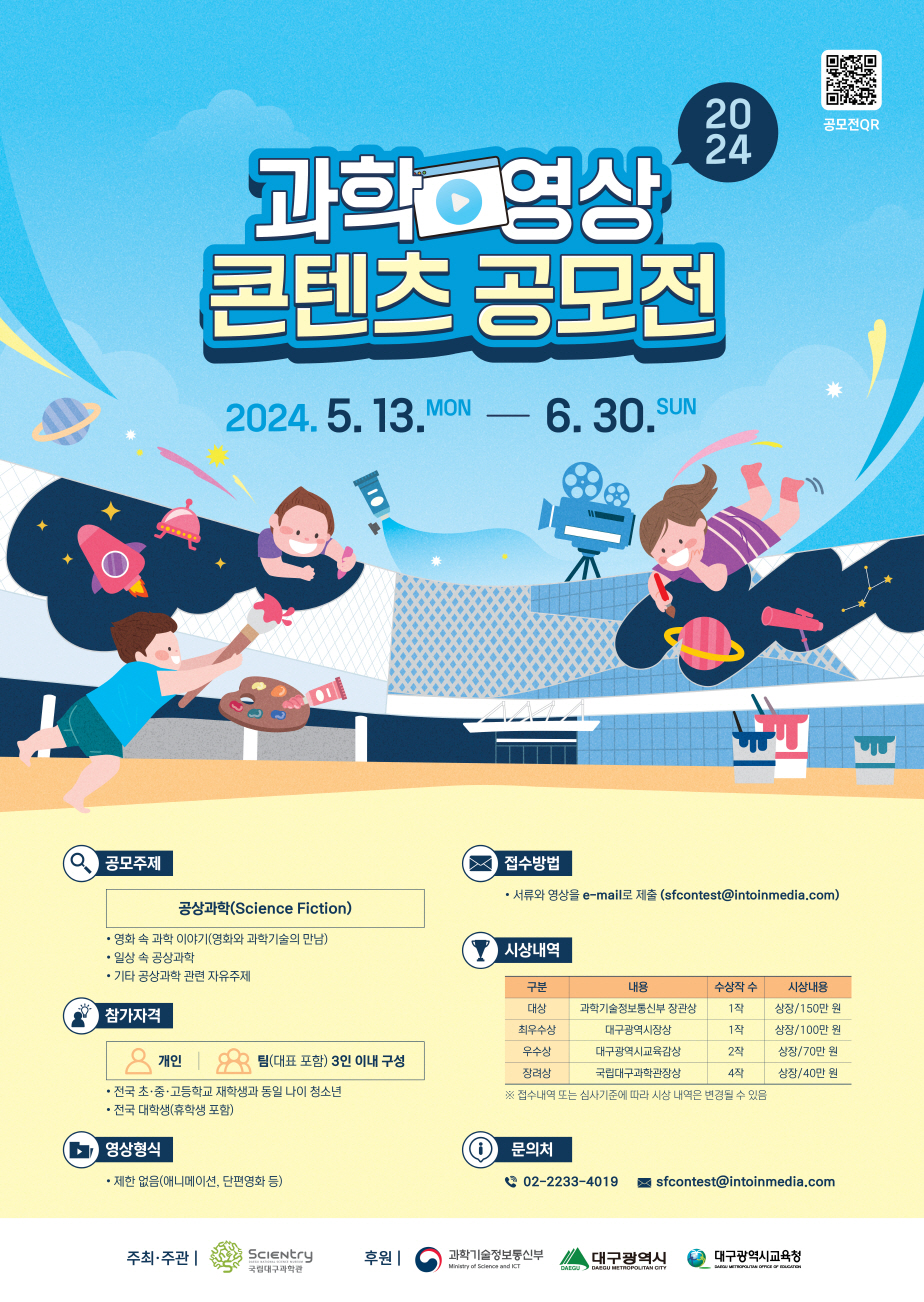 공모전QR
20
24
과학 영상
콘텐츠 공모전
2024. 5. 13. MON — 6. 30. SUN
공모주제
공상과학(Science Fiction)
• 영화 속 과학 이야기(영화와 과학기술의 만남)
• 일상 속 공상과학
• 기타 공상과학 관련 자유주제
참가자격
개인 | 팀(대표 포함) 3인 이내 구성
• 전국 초·중·고등학교 재학생과 동일 나이 청소년
• 전국 대학생(휴학생 포함)
영상형식
• 제한 없음(애니메이션, 단편영화 등)
접수방법
• 서류와 영상을 e-mail로 제출 (sfcontest@intoinmedia.com)
시상내역
구분 내용 수상작 수 시상내용
대상 과학기술정보통신부 장관상 1작 상장/150만 원
최우수상 대구광역시장상 1작 상장/100만 원
우수상 대구광역시교육감상 2작 상장/70만 원
장려상 국립대구과학관장상 4작 상장/40만 원
※ 접수내역 또는 심사기준에 따라 시상 내역은 변경될 수 있음
문의처
02-2233-4019 sfcontest@intoinmedia.com
주최·주관 | Scientry
국립대구과학관
후원 | 과학기술정보통신부
Ministry of Science and ICT
DAEGU 대구광역시
DAEGU METROPOLITAN CITY
대구광역시교육청
DAEGU METROPOLITAN OFFICE OF EDUCATION